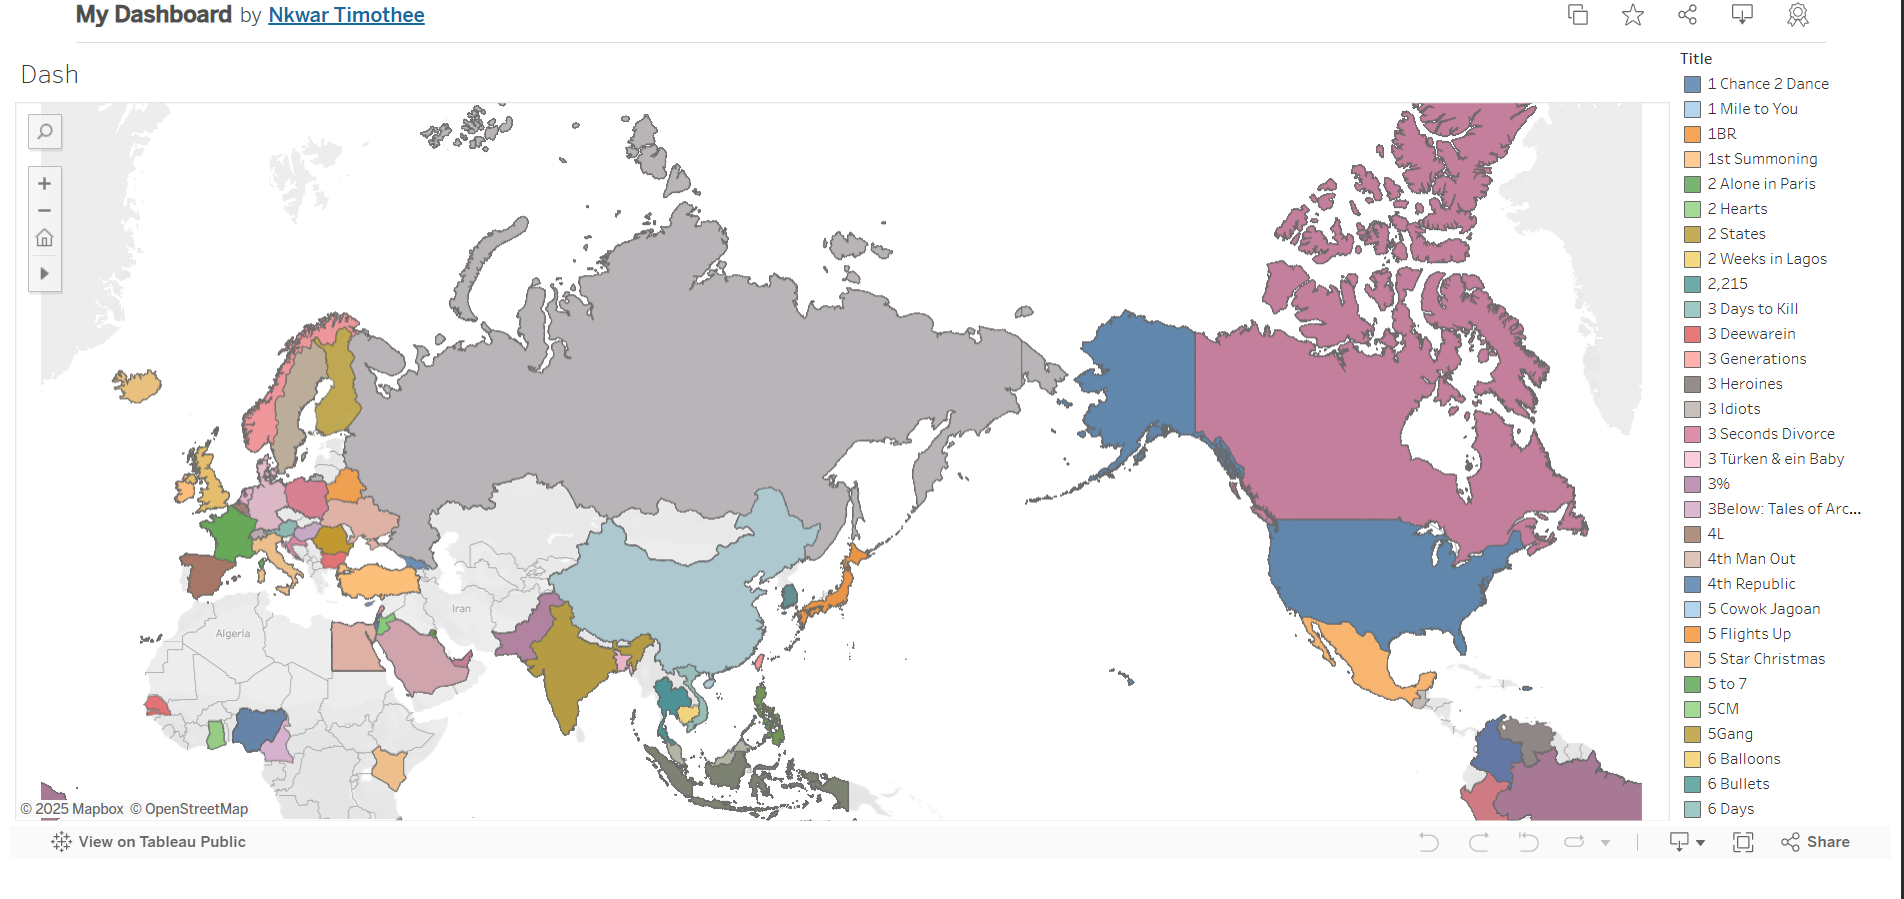 My Dashboard by Nkwar Timothee
Dash
Title
1 Chance 2 Dance
1 Mile to You
1BR
1st Summoning
2 Alone in Paris
2 Hearts
2 States
2 Weeks in Lagos
2,215
3 Days to Kill
3 Deewarein
3 Generations
3 Heroines
3 Idiots
3 Seconds Divorce
3 Türken & ein Baby
3%
3Below: Tales of Arc...
4L
4th Man Out
4th Republic
5 Cowok Jagoan
5 Flights Up
5 Star Christmas
5 to 7
5CM
5Gang
6 Balloons
6 Bullets
6 Days
Iran
Algeria
© 2025 Mapbox © OpenStreetMap
View on Tableau Public
Share